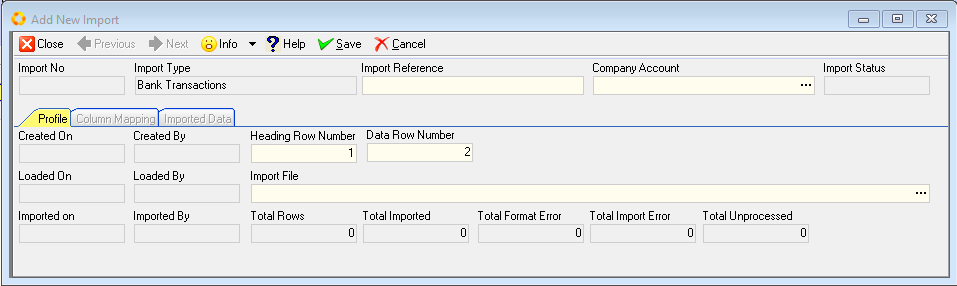 Add New Import
Close Previous Next Info ? Help Save Cancel
Import No Import Type Import Reference Company Account Import Status
Bank Transactions ...
Profile Column Mapping Imported Data
Created On Created By Heading Row Number Data Row Number
1 2
Loaded On Loaded By Import File
...
Imported on Imported By Total Rows Total Imported Total Format Error Total Import Error Total Unprocessed
0 0 0 0 0